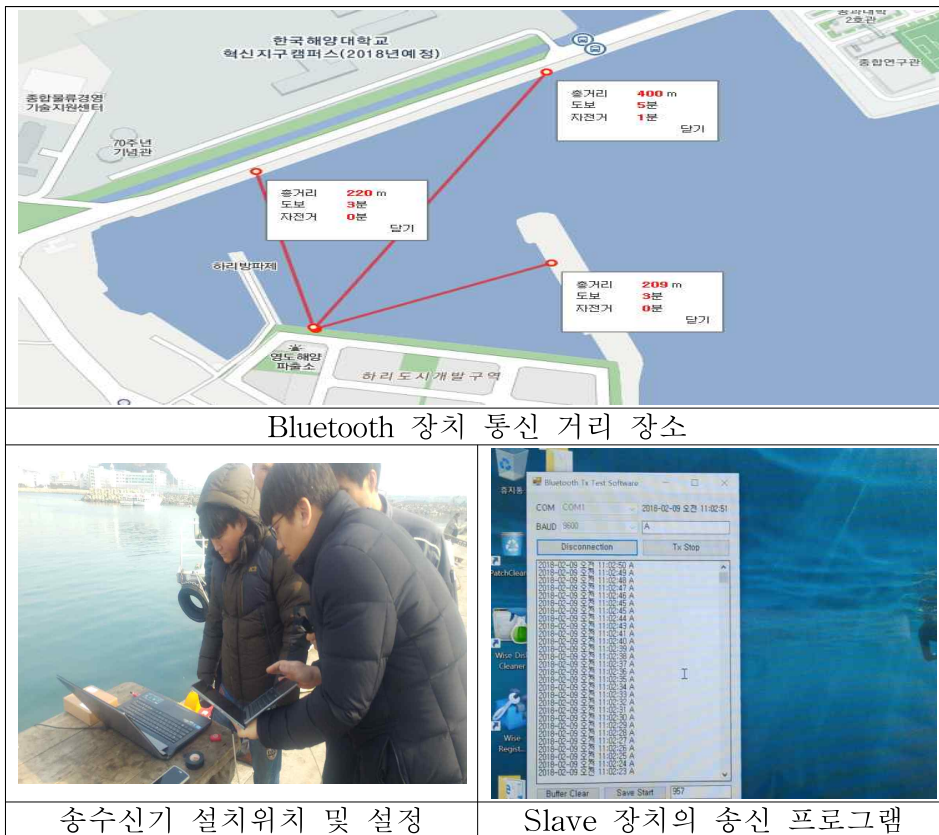 한국해양대학교
혁신지구캠퍼스(2018년예정)
2호관
종합연구관
종합물류경영
기술지원센터
70주년
기념관
총거리 400 m
도보 5분
자전거 1분
닫기
총거리 220 m
도보 3분
자전거 0분
닫기
하리방파제
총거리 209 m
도보 3분
자전거 0분
닫기
영도해양
파출소
하리도시개발구역
Bluetooth 장치 통신 거리 장소
휴지통
Bluetooth Tx Test Software
COM COM1 2018-02-09 오전 11:02:51
BAUD 9600 A
Disconnection Tx Stop
PatchClean
Wise Disk
Cleaner
Wise
Regist...
2018-02-09 오전 11:02:50 A
2018-02-09 오전 11:02:49 A
2018-02-09 오전 11:02:48 A
2018-02-09 오전 11:02:47 A
2018-02-09 오전 11:02:46 A
2018-02-09 오전 11:02:45 A
2018-02-09 오전 11:02:45 A
2018-02-09 오전 11:02:44 A
2018-02-09 오전 11:02:43 A
2018-02-09 오전 11:02:41 A
2018-02-09 오전 11:02:40 A
2018-02-09 오전 11:02:39 A
2018-02-09 오전 11:02:38 A
2018-02-09 오전 11:02:37 A
2018-02-09 오전 11:02:36 A
2018-02-09 오전 11:02:35 A
2018-02-09 오전 11:02:34 A
2018-02-09 오전 11:02:33 A
2018-02-09 오전 11:02:32 A
2018-02-09 오전 11:02:31 A
2018-02-09 오전 11:02:30 A
2018-02-09 오전 11:02:29 A
2018-02-09 오전 11:02:28 A
2018-02-09 오전 11:02:27 A
2018-02-09 오전 11:02:26 A
2018-02-09 오전 11:02:25 A
2018-02-09 오전 11:02:24 A
2018-02-09 오전 11:02:23 A
Buffer Clear Save Start 957
송수신기 설치위치 및 설정
Slave 장치의 송신 프로그램